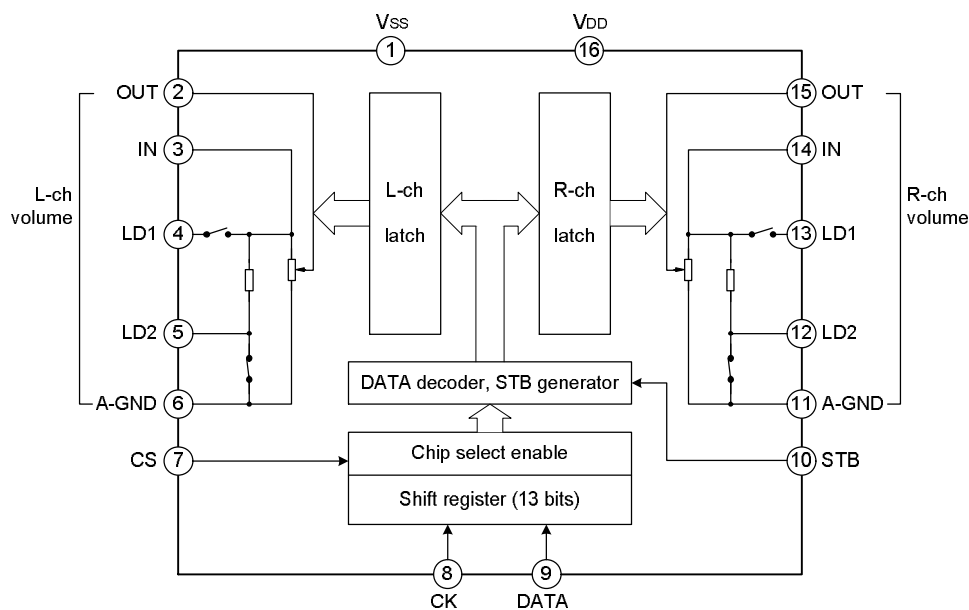 VSS VDD
1 16
OUT 2 15 OUT
IN 3 14 IN
L-ch
volume
L-ch
latch
R-ch
latch
R-ch
volume
LD1 4 13 LD1
LD2 5 12 LD2
DATA decoder, STB generator
A-GND 6 11 A-GND
Chip select enable
CS 7 10 STB
Shift register (13 bits)
8 9
CK DATA